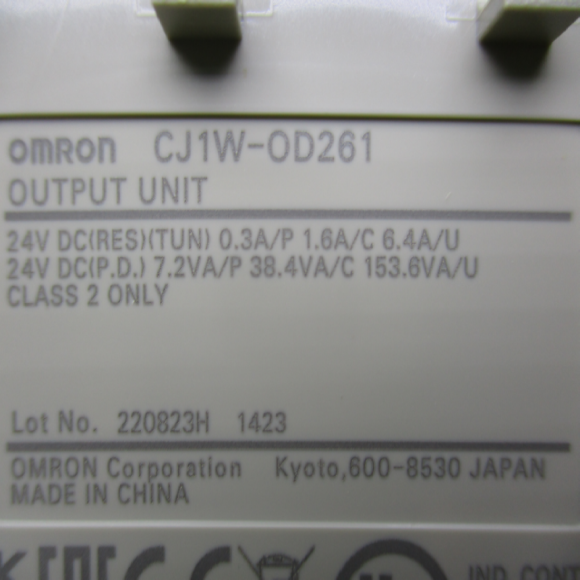 omron CJ1W-OD261
OUTPUT UNIT
24V DC(RES)(TUN) 0.3A/P 1.6A/C 6.4A/U
24V DC(P.D.) 7.2VA/P 38.4VA/C 153.6VA/U
CLASS 2 ONLY
Lot No. 220823H 1423
OMRON Corporation Kyoto,600-8530 JAPAN
MADE IN CHINA
IND. CONT